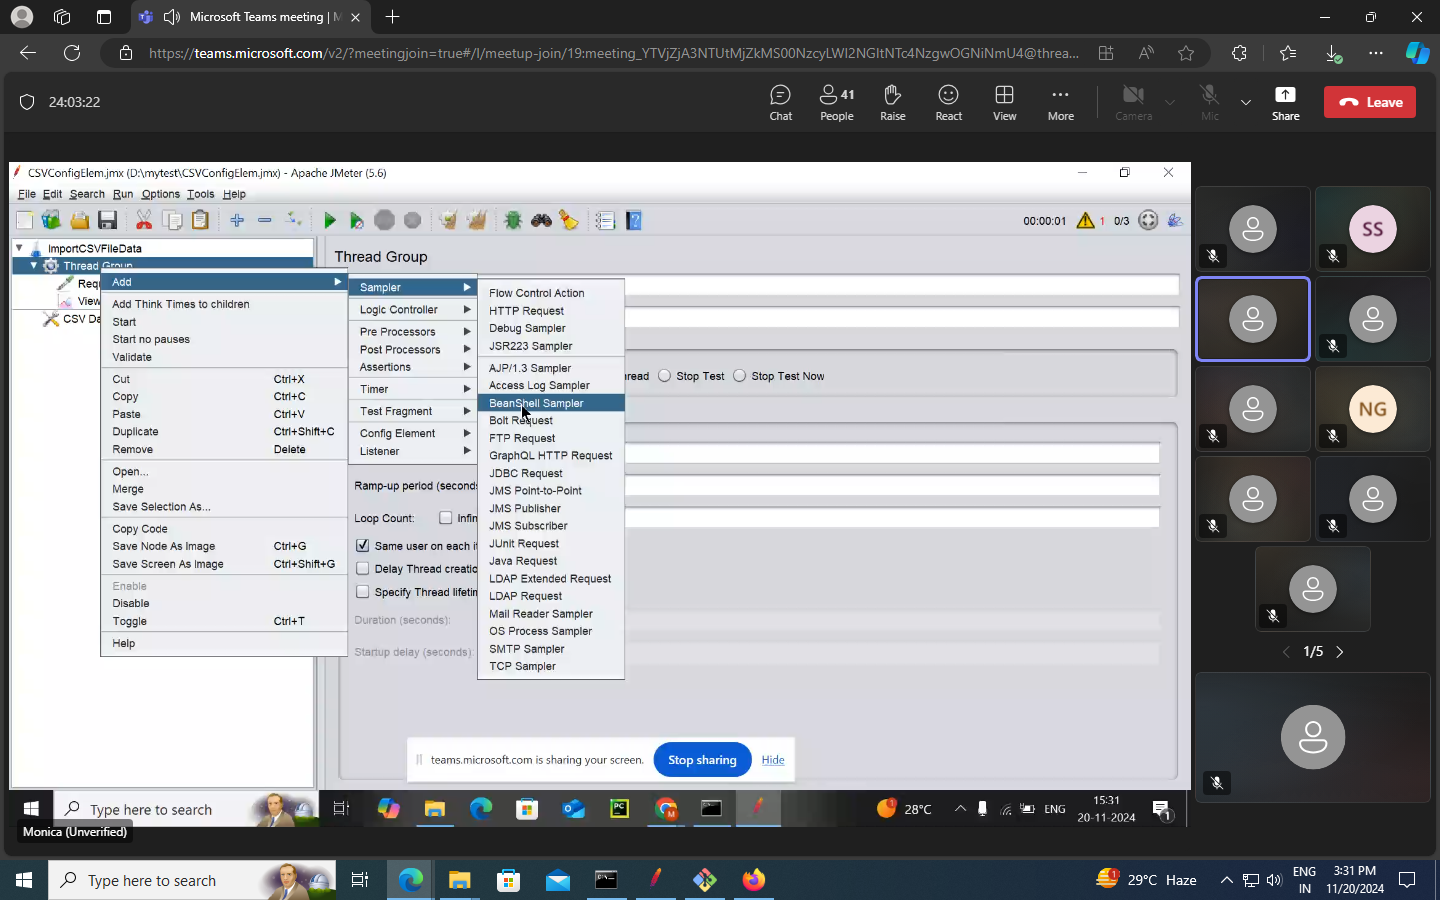 Microsoft Teams meeting | M
https://teams.microsoft.com/v2/?meetingjoin=true#/l/meetup-join/19:meeting_YTVjZjA3NTUtMjZkMS00NzcyLWI2NGItNTc4NzgwOGNiNmU4@threa...
24:03:22
Chat
41
People
Raise
React
View
More
Camera
Mic
Share
Leave
CSVConfigElem.jmx (D:\mytest\CSVConfigElem.jmx) - Apache JMeter (5.6)
File Edit Search Run Options Tools Help
00:00:01 1 0/3
ImportCSVFileData
Thread Group
Requ
View
CSV Da
Thread Group
Add
Add Think Times to children
Start
Start no pauses
Validate
Cut Ctrl+X
Copy Ctrl+C
Paste Ctrl+V
Duplicate Ctrl+Shift+C
Remove Delete
Open...
Merge
Save Selection As...
Copy Code
Save Node As Image Ctrl+G
Save Screen As Image Ctrl+Shift+G
Enable
Disable
Toggle Ctrl+T
Help
Sampler
Logic Controller
Pre Processors
Post Processors
Assertions
Timer
Test Fragment
Config Element
Listener
Flow Control Action
HTTP Request
Debug Sampler
JSR223 Sampler
AJP/1.3 Sampler
Access Log Sampler
BeanShell Sampler
Bolt Request
FTP Request
GraphQL HTTP Request
JDBC Request
JMS Point-to-Point
JMS Publisher
JMS Subscriber
JUnit Request
Java Request
LDAP Extended Request
LDAP Request
Mail Reader Sampler
OS Process Sampler
SMTP Sampler
TCP Sampler
read Stop Test Stop Test Now
Ramp-up period (seconds
Loop Count: Infin
Same user on each it
Delay Thread creatio
Specify Thread lifetim
Duration (seconds):
Startup delay (seconds):
teams.microsoft.com is sharing your screen. Stop sharing Hide
Type here to search
PC
M
28°C
ENG
15:31
20-11-2024
1
Monica (Unverified)
SS
NG
1/5
Type here to search
1
29°C Haze
ENG
IN
3:31 PM
11/20/2024